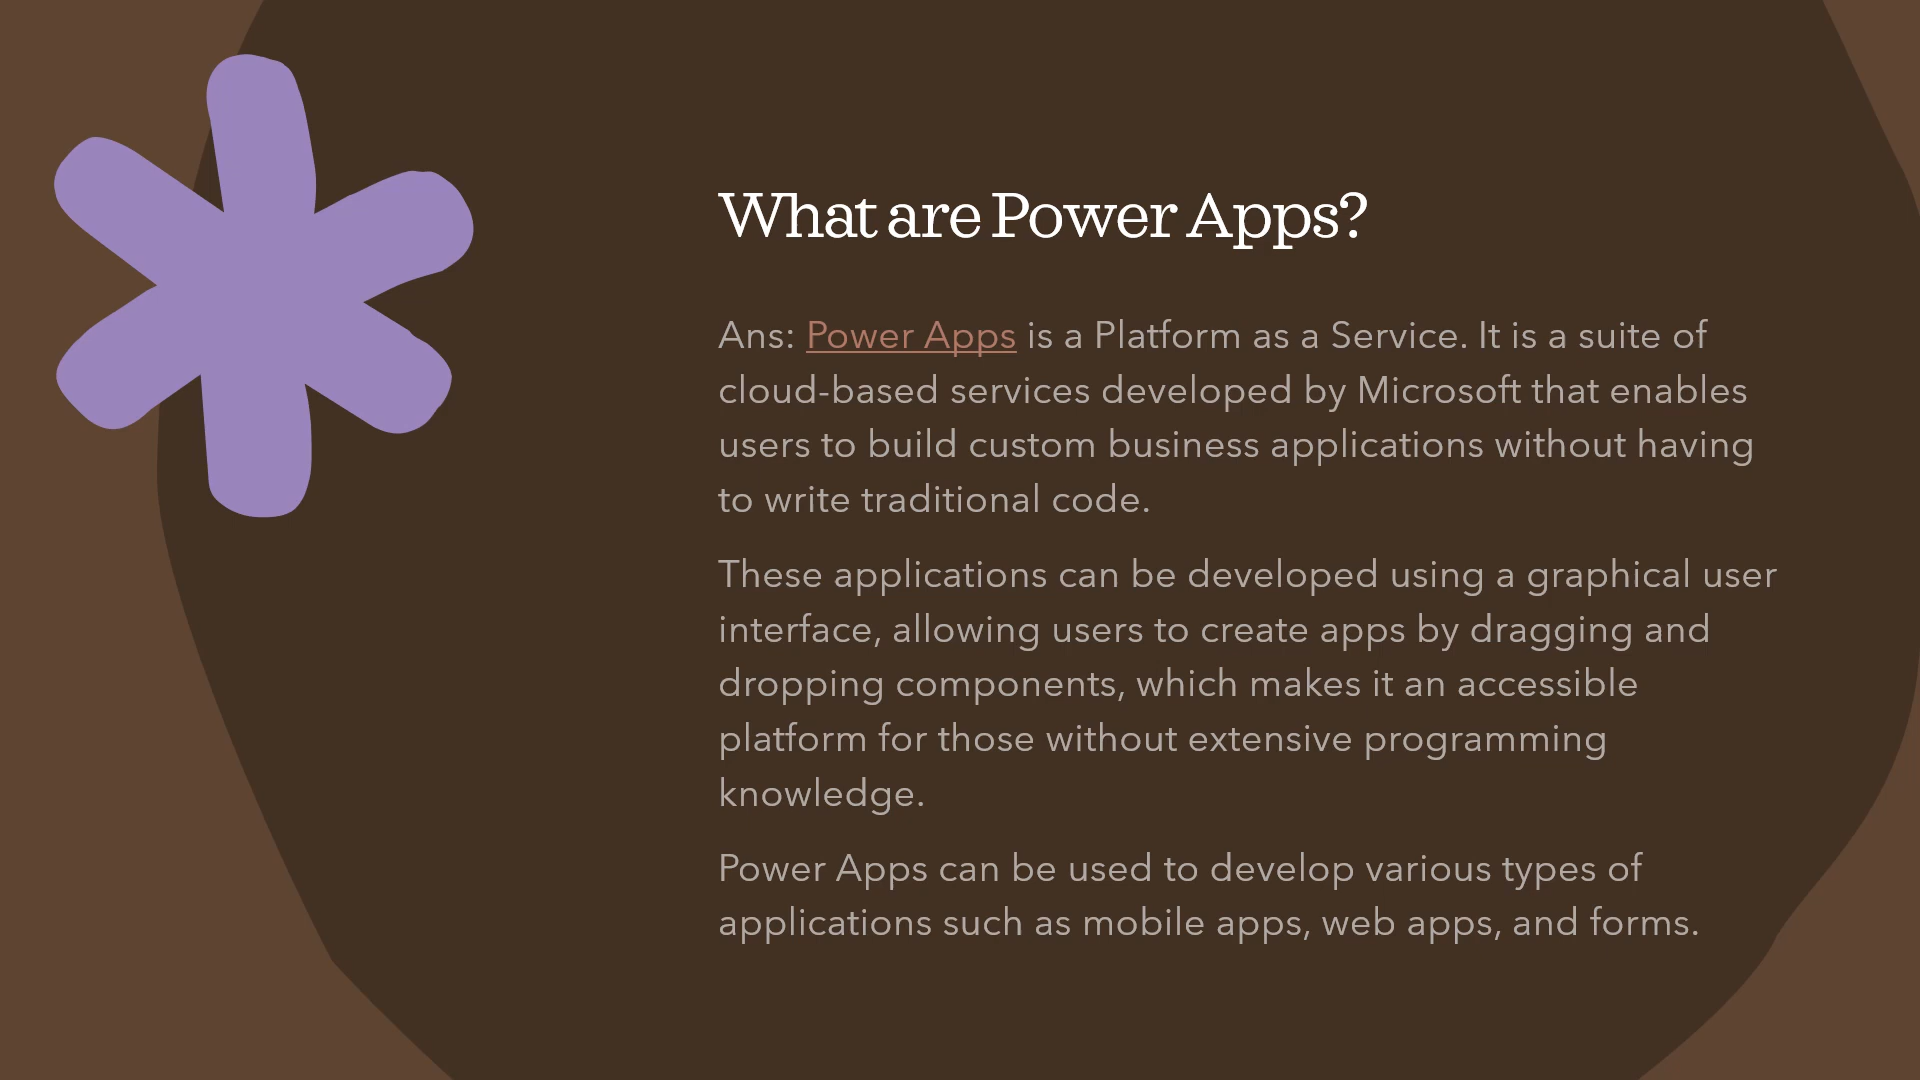 What are Power Apps?
Ans: Power Apps is a Platform as a Service. It is a suite of
cloud-based services developed by Microsoft that enables
users to build custom business applications without having
to write traditional code.
These applications can be developed using a graphical user
interface, allowing users to create apps by dragging and
dropping components, which makes it an accessible
platform for those without extensive programming
knowledge.
Power Apps can be used to develop various types of
applications such as mobile apps, web apps, and forms.